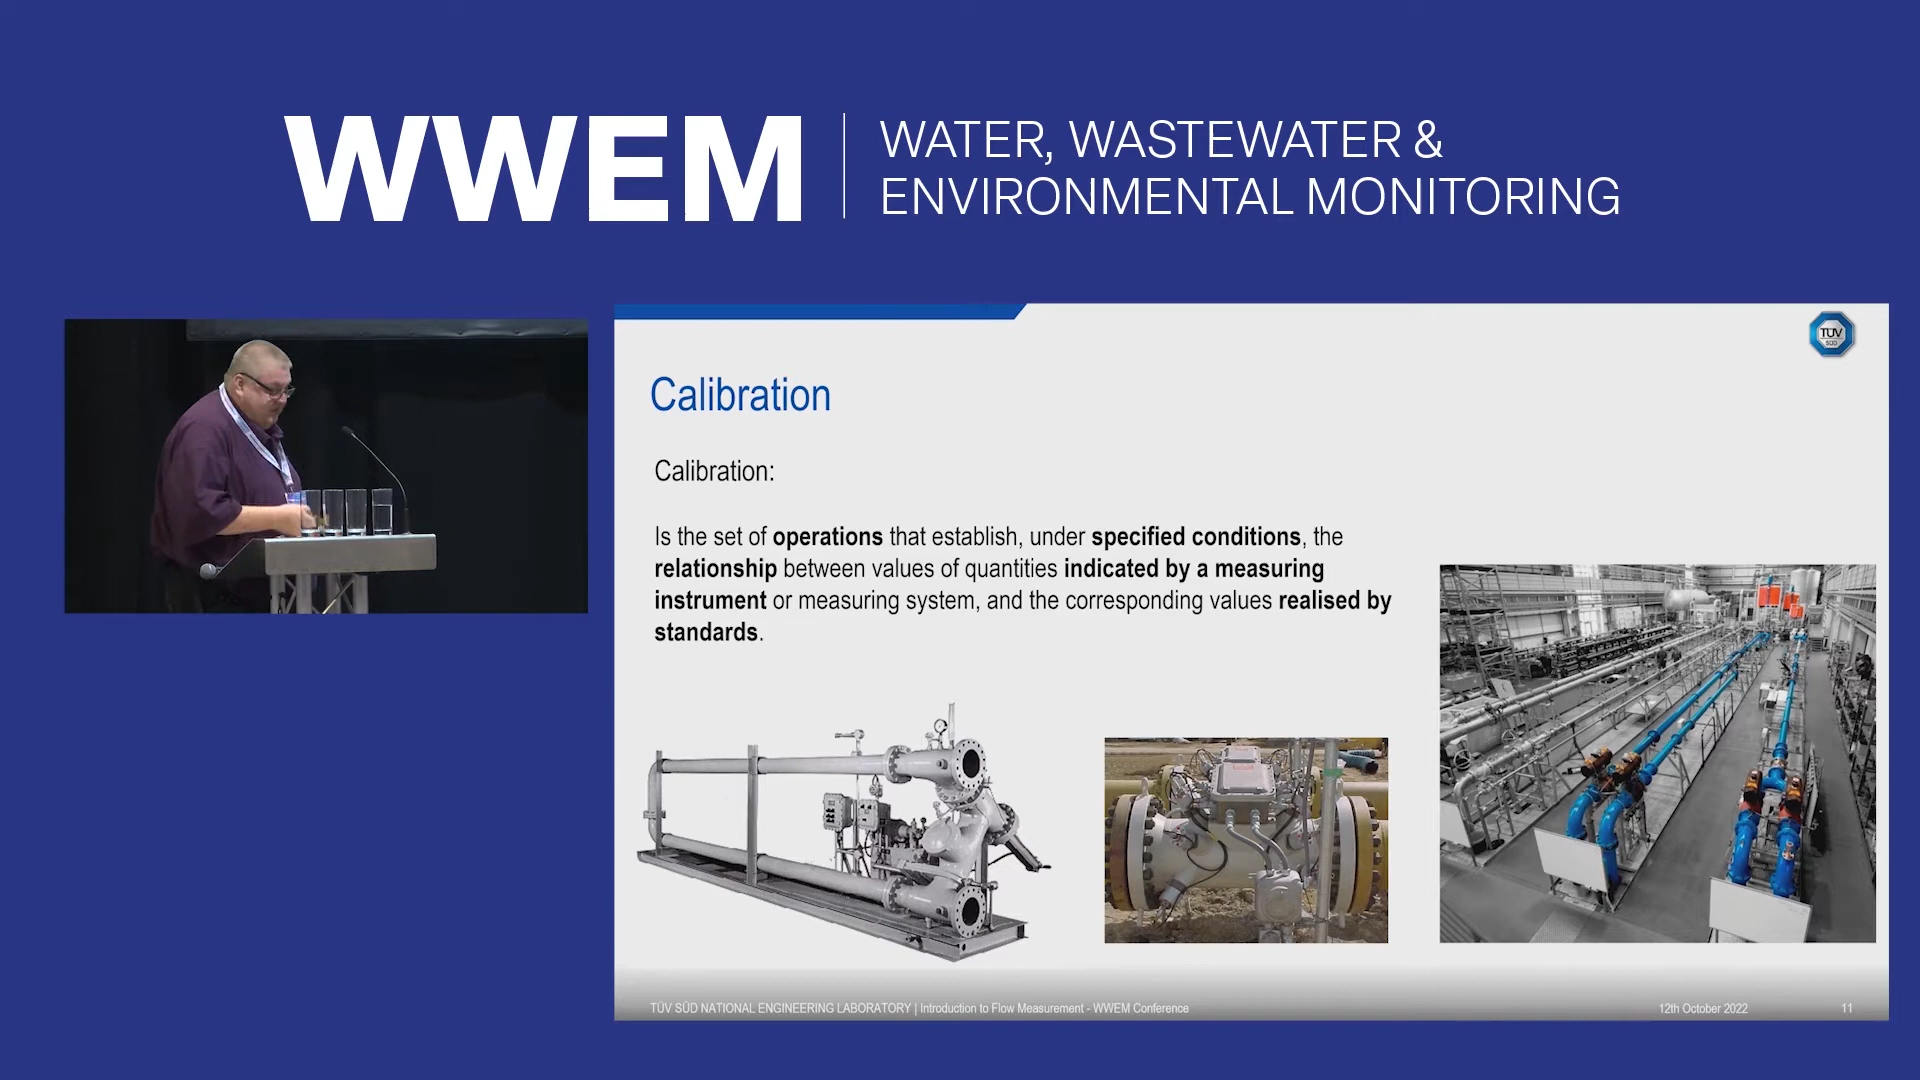 WWEM
WATER, WASTEWATER &
ENVIRONMENTAL MONITORING
TÜV
SÜD
Calibration
Calibration:
Is the set of operations that establish, under specified conditions, the
relationship between values of quantities indicated by a measuring
instrument or measuring system, and the corresponding values realised by
standards.
TÜV SÜD NATIONAL ENGINEERING LABORATORY | Introduction to Flow Measurement - WWEM Conference
12th October 2022
11